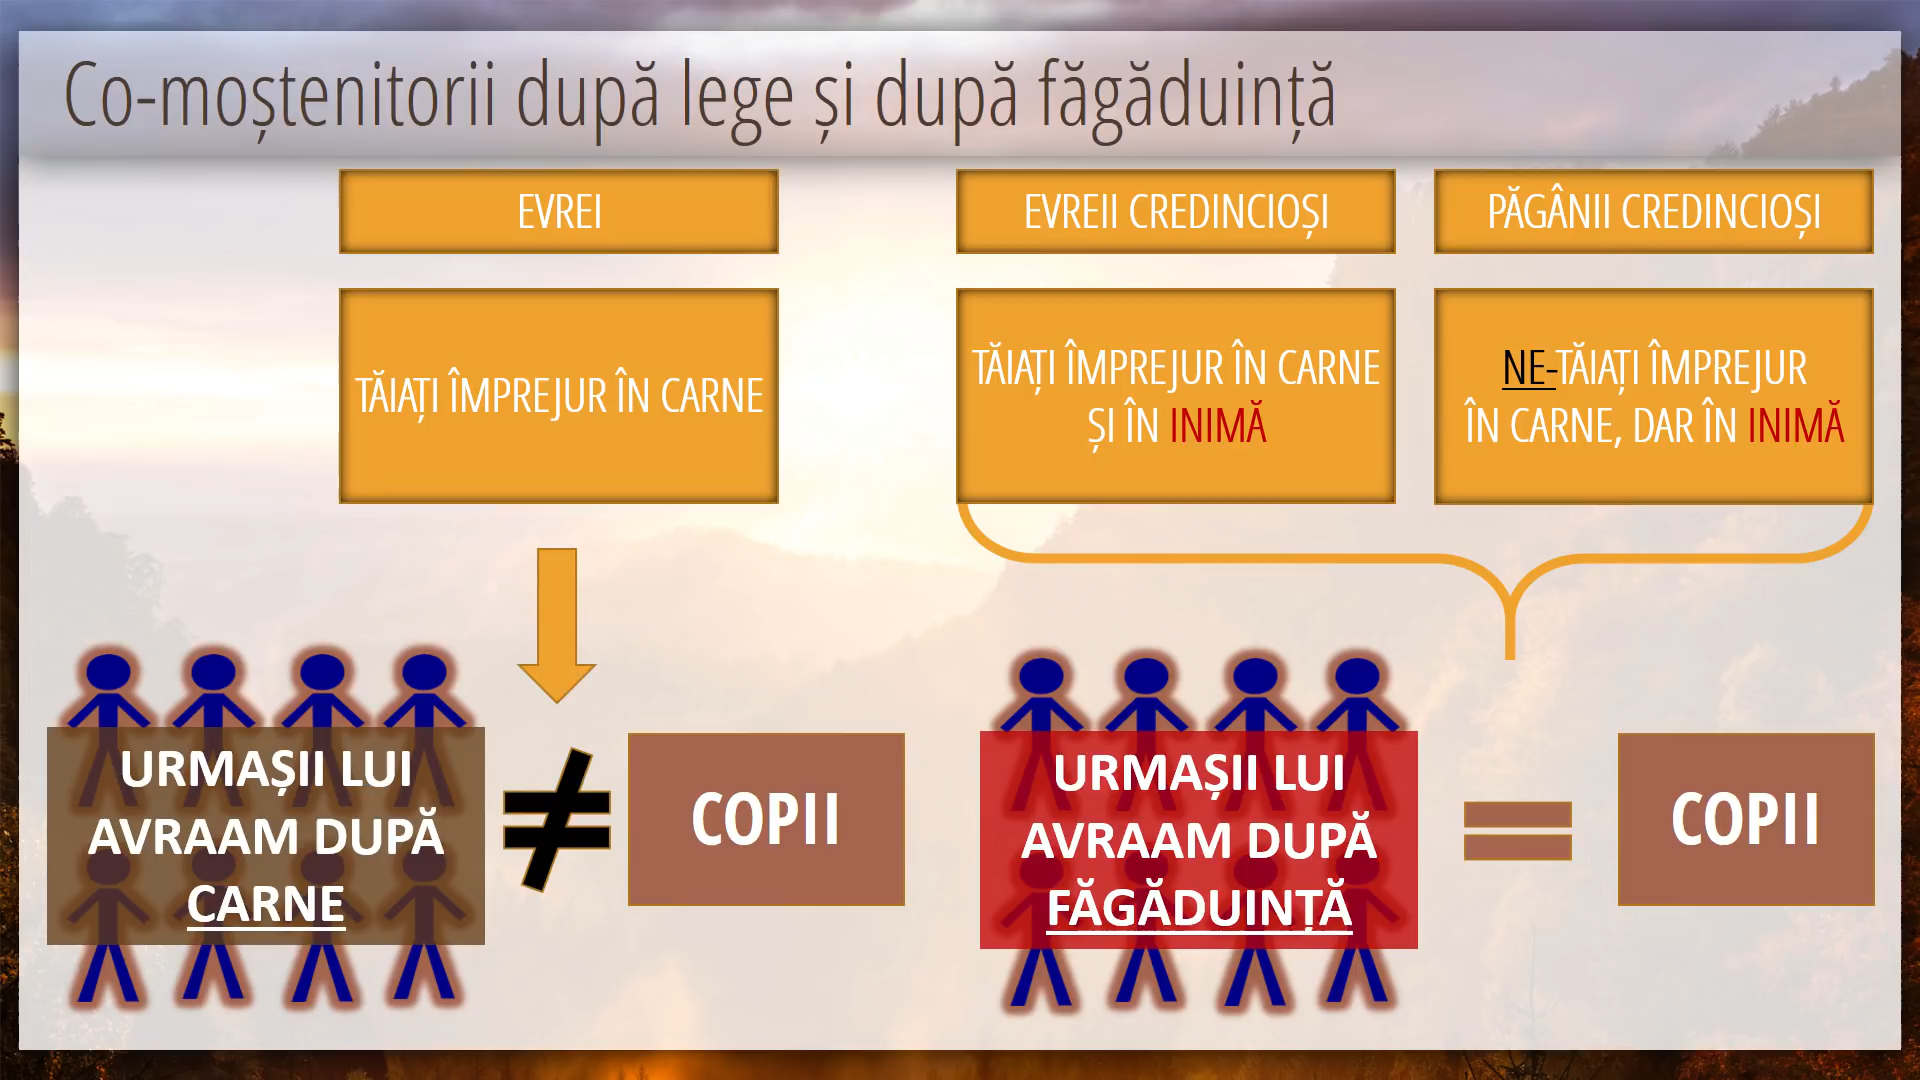 Co-moștenitorii după lege și după făgăduință
EVREI
EVREII CREDINCIOȘI
PĂGÂNII CREDINCIOȘI
TĂIAȚI ÎMPREJUR ÎN CARNE
TĂIAȚI ÎMPREJUR ÎN CARNE
ȘI ÎN INIMĂ
NE-TĂIAȚI ÎMPREJUR
ÎN CARNE, DAR ÎN INIMĂ
URMAȘII LUI
AVRAAM DUPĂ
CARNE
≠
COPII
URMAȘII LUI
AVRAAM DUPĂ
FĂGĂDUINȚĂ
=
COPII